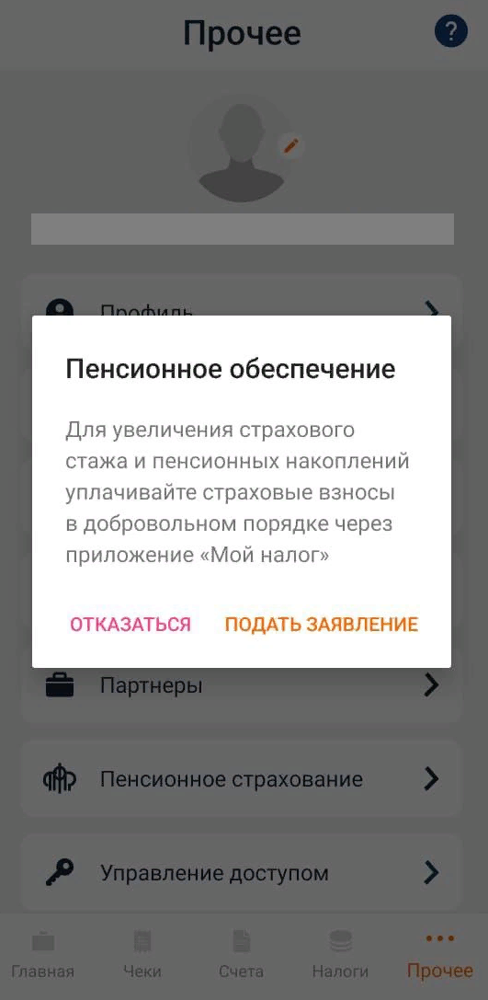 Прочее
?
Профиль
Пенсионное обеспечение
Для увеличения страхового
стажа и пенсионных накоплений
уплачивайте страховые взносы
в добровольном порядке через
приложение «Мой налог»
ОТКАЗАТЬСЯ ПОДАТЬ ЗАЯВЛЕНИЕ
Партнеры
Пенсионное страхование
Управление доступом
Главная Чеки Счета Налоги Прочее